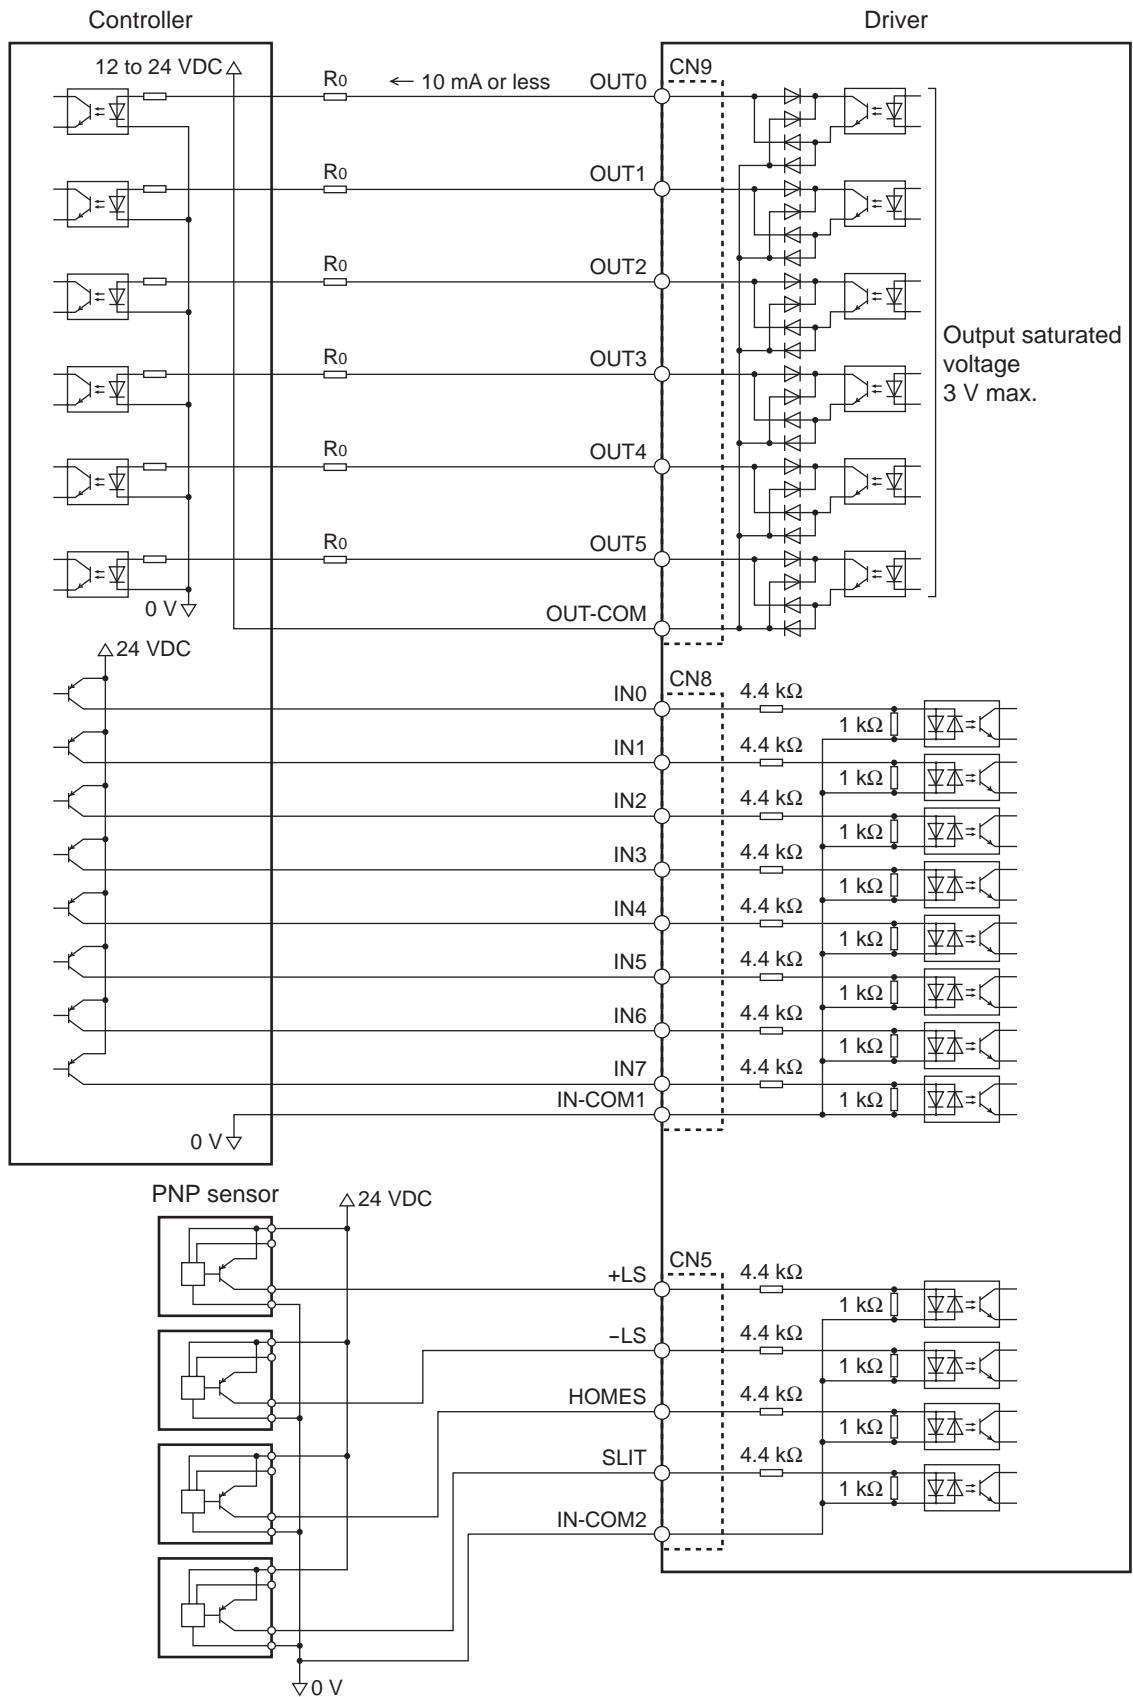 Controller
Driver
12 to 24 VDC
R0
← 10 mA or less
OUT0
CN9
R0
OUT1
R0
OUT2
Output saturated
voltage
3 V max.
R0
OUT3
R0
OUT4
R0
OUT5
0 V
OUT-COM
24 VDC
CN8
IN0
4.4 kΩ
1 kΩ
IN1
4.4 kΩ
1 kΩ
IN2
4.4 kΩ
1 kΩ
IN3
4.4 kΩ
1 kΩ
IN4
4.4 kΩ
1 kΩ
IN5
4.4 kΩ
1 kΩ
IN6
4.4 kΩ
1 kΩ
IN7
4.4 kΩ
1 kΩ
IN-COM1
0 V
PNP sensor
24 VDC
CN5
+LS
4.4 kΩ
1 kΩ
−LS
4.4 kΩ
1 kΩ
HOMES
4.4 kΩ
1 kΩ
SLIT
4.4 kΩ
1 kΩ
IN-COM2
0 V